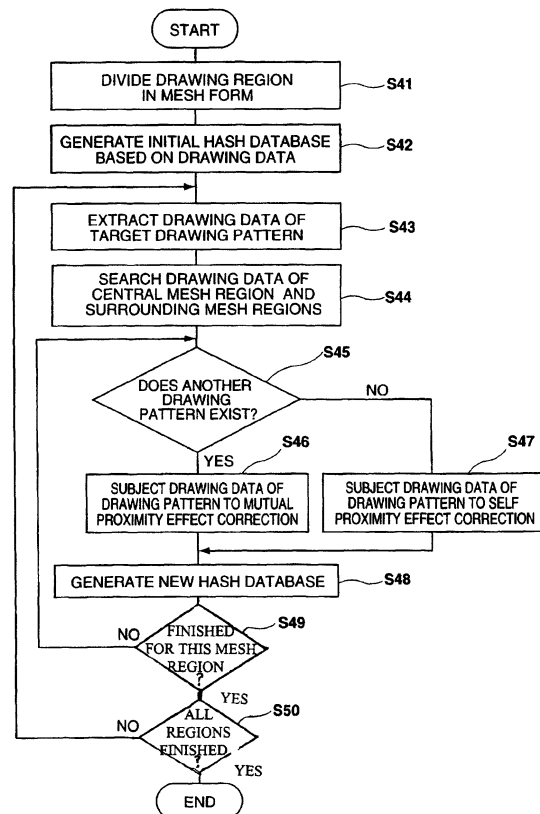 START
DIVIDE DRAWING REGION
IN MESH FORM
S41
GENERATE INITIAL HASH DATABASE
BASED ON DRAWING DATA
S42
EXTRACT DRAWING DATA OF
TARGET DRAWING PATTERN
S43
SEARCH DRAWING DATA OF
CENTRAL MESH REGION AND
SURROUNDING MESH REGIONS
S44
S45
DOES ANOTHER
DRAWING
PATTERN EXIST?
NO
YES
S46
S47
SUBJECT DRAWING DATA OF
DRAWING PATTERN TO MUTUAL
PROXIMITY EFFECT CORRECTION
SUBJECT DRAWING DATA OF
DRAWING PATTERN TO SELF
PROXIMITY EFFECT CORRECTION
GENERATE NEW HASH DATABASE
S48
S49
NO
FINISHED
FOR THIS MESH
REGION
?
YES
S50
NO
ALL
REGIONS
FINISHED
?
YES
END